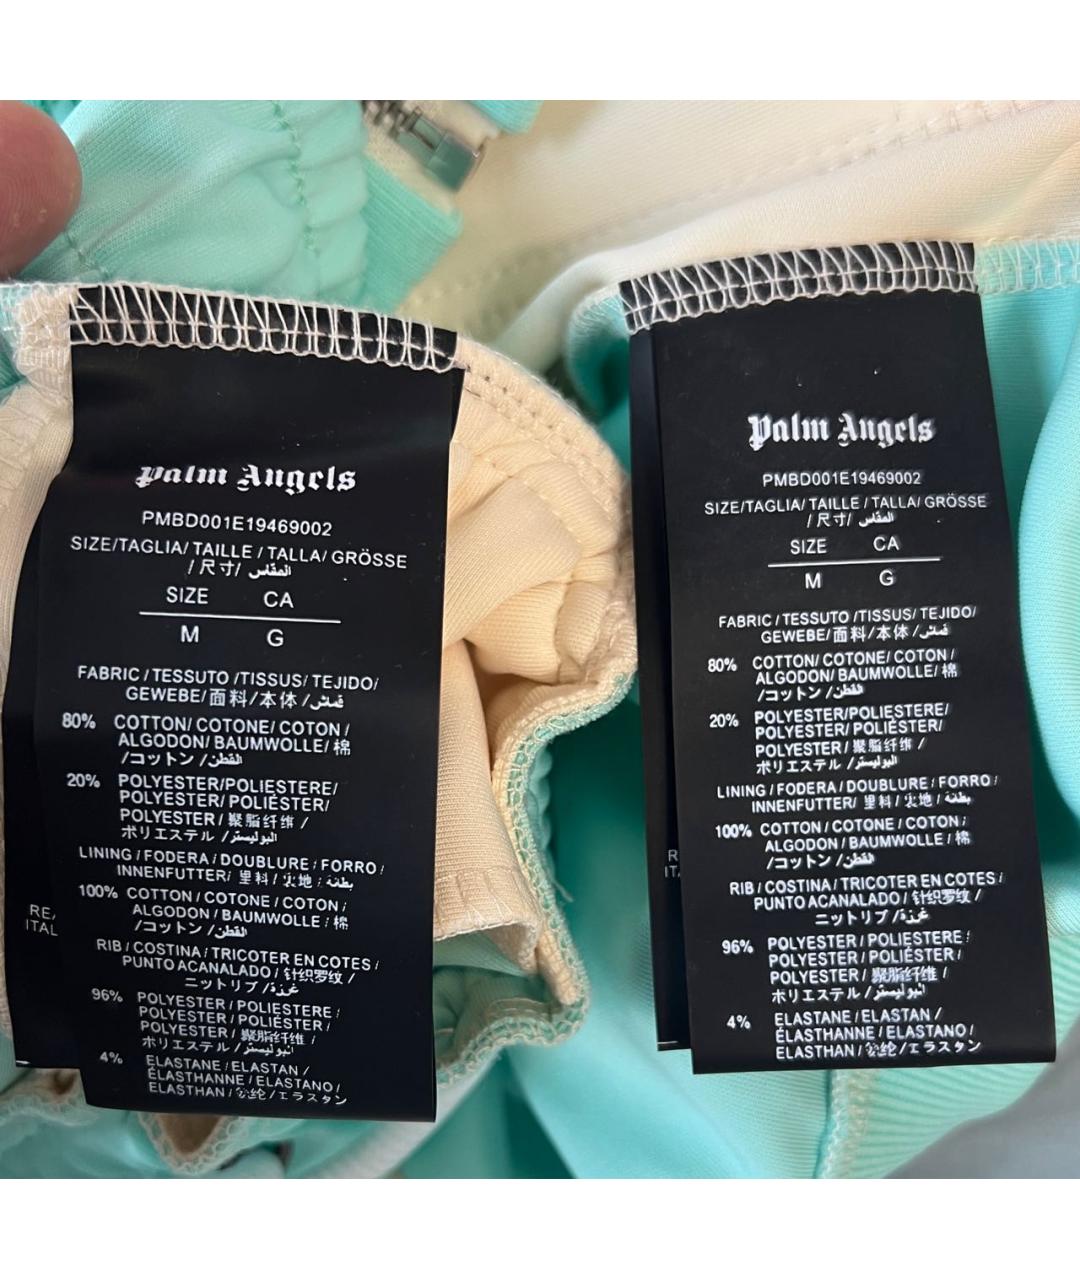 Palm Angels
PMBD001E19469002
SIZE/TAGLIA/ TAILLE / TALLA/ GRÖSSE
/ 尺寸/ المقاس
SIZE CA
M G
FABRIC / TESSUTO /TISSUS/ TEJIDO/
GEWEBE/ 面料/本体 /قماش
80% COTTON/ COTONE/ COTON /
ALGODON/ BAUMWOLLE/ 棉
/コットン /القطن
20% POLYESTER/POLIESTERE/
POLYESTER/ POLIÉSTER/
POLYESTER / 聚脂纤维 /
ポリエステル /البوليستر
LINING / FODERA / DOUBLURE / FORRO /
INNENFUTTER/ 里料 / 裏地 / بطانة
100% COTTON / COTONE / COTON /
ALGODON / BAUMWOLLE / 棉
/コットン /القطن
RIB / COSTINA / TRICOTER EN COTES /
PUNTO ACANALADO / 针织罗纹 /
ニットリブ /غرزة
96% POLYESTER / POLIESTERE /
POLYESTER / POLIÉSTER /
POLYESTER / 聚脂纤维 /
ポリエステル /البوليستر
4% ELASTANE / ELASTAN /
ÉLASTHANNE / ELASTANO /
ELASTHAN / 氨纶 /エラスタン
ITAL
Palm Angels
PMBD001E19469002
SIZE/TAGLIA/ TAILLE / TALLA/ GRÖSSE
/ 尺寸/ المقاس
SIZE CA
M G
FABRIC / TESSUTO /TISSUS/ TEJIDO/
GEWEBE/ 面料/本体 /قماش
80% COTTON/ COTONE/ COTON /
ALGODON/ BAUMWOLLE/ 棉
/コットン /القطن
20% POLYESTER/POLIESTERE/
POLYESTER/ POLIÉSTER/
POLYESTER / 聚脂纤维 /
ポリエステル /البوليستر
LINING / FODERA / DOUBLURE / FORRO /
INNENFUTTER/ 里料 / 裏地 / بطانة
100% COTTON / COTONE / COTON /
ALGODON / BAUMWOLLE / 棉
/コットン /القطن
RIB / COSTINA / TRICOTER EN COTES /
PUNTO ACANALADO / 针织罗纹 /
ニットリブ /غرزة
96% POLYESTER / POLIESTERE /
POLYESTER / POLIÉSTER /
POLYESTER / 聚脂纤维 /
ポリエステル /البوليستر
4% ELASTANE / ELASTAN /
ÉLASTHANNE / ELASTANO /
ELASTHAN / 氨纶 /エラスタン